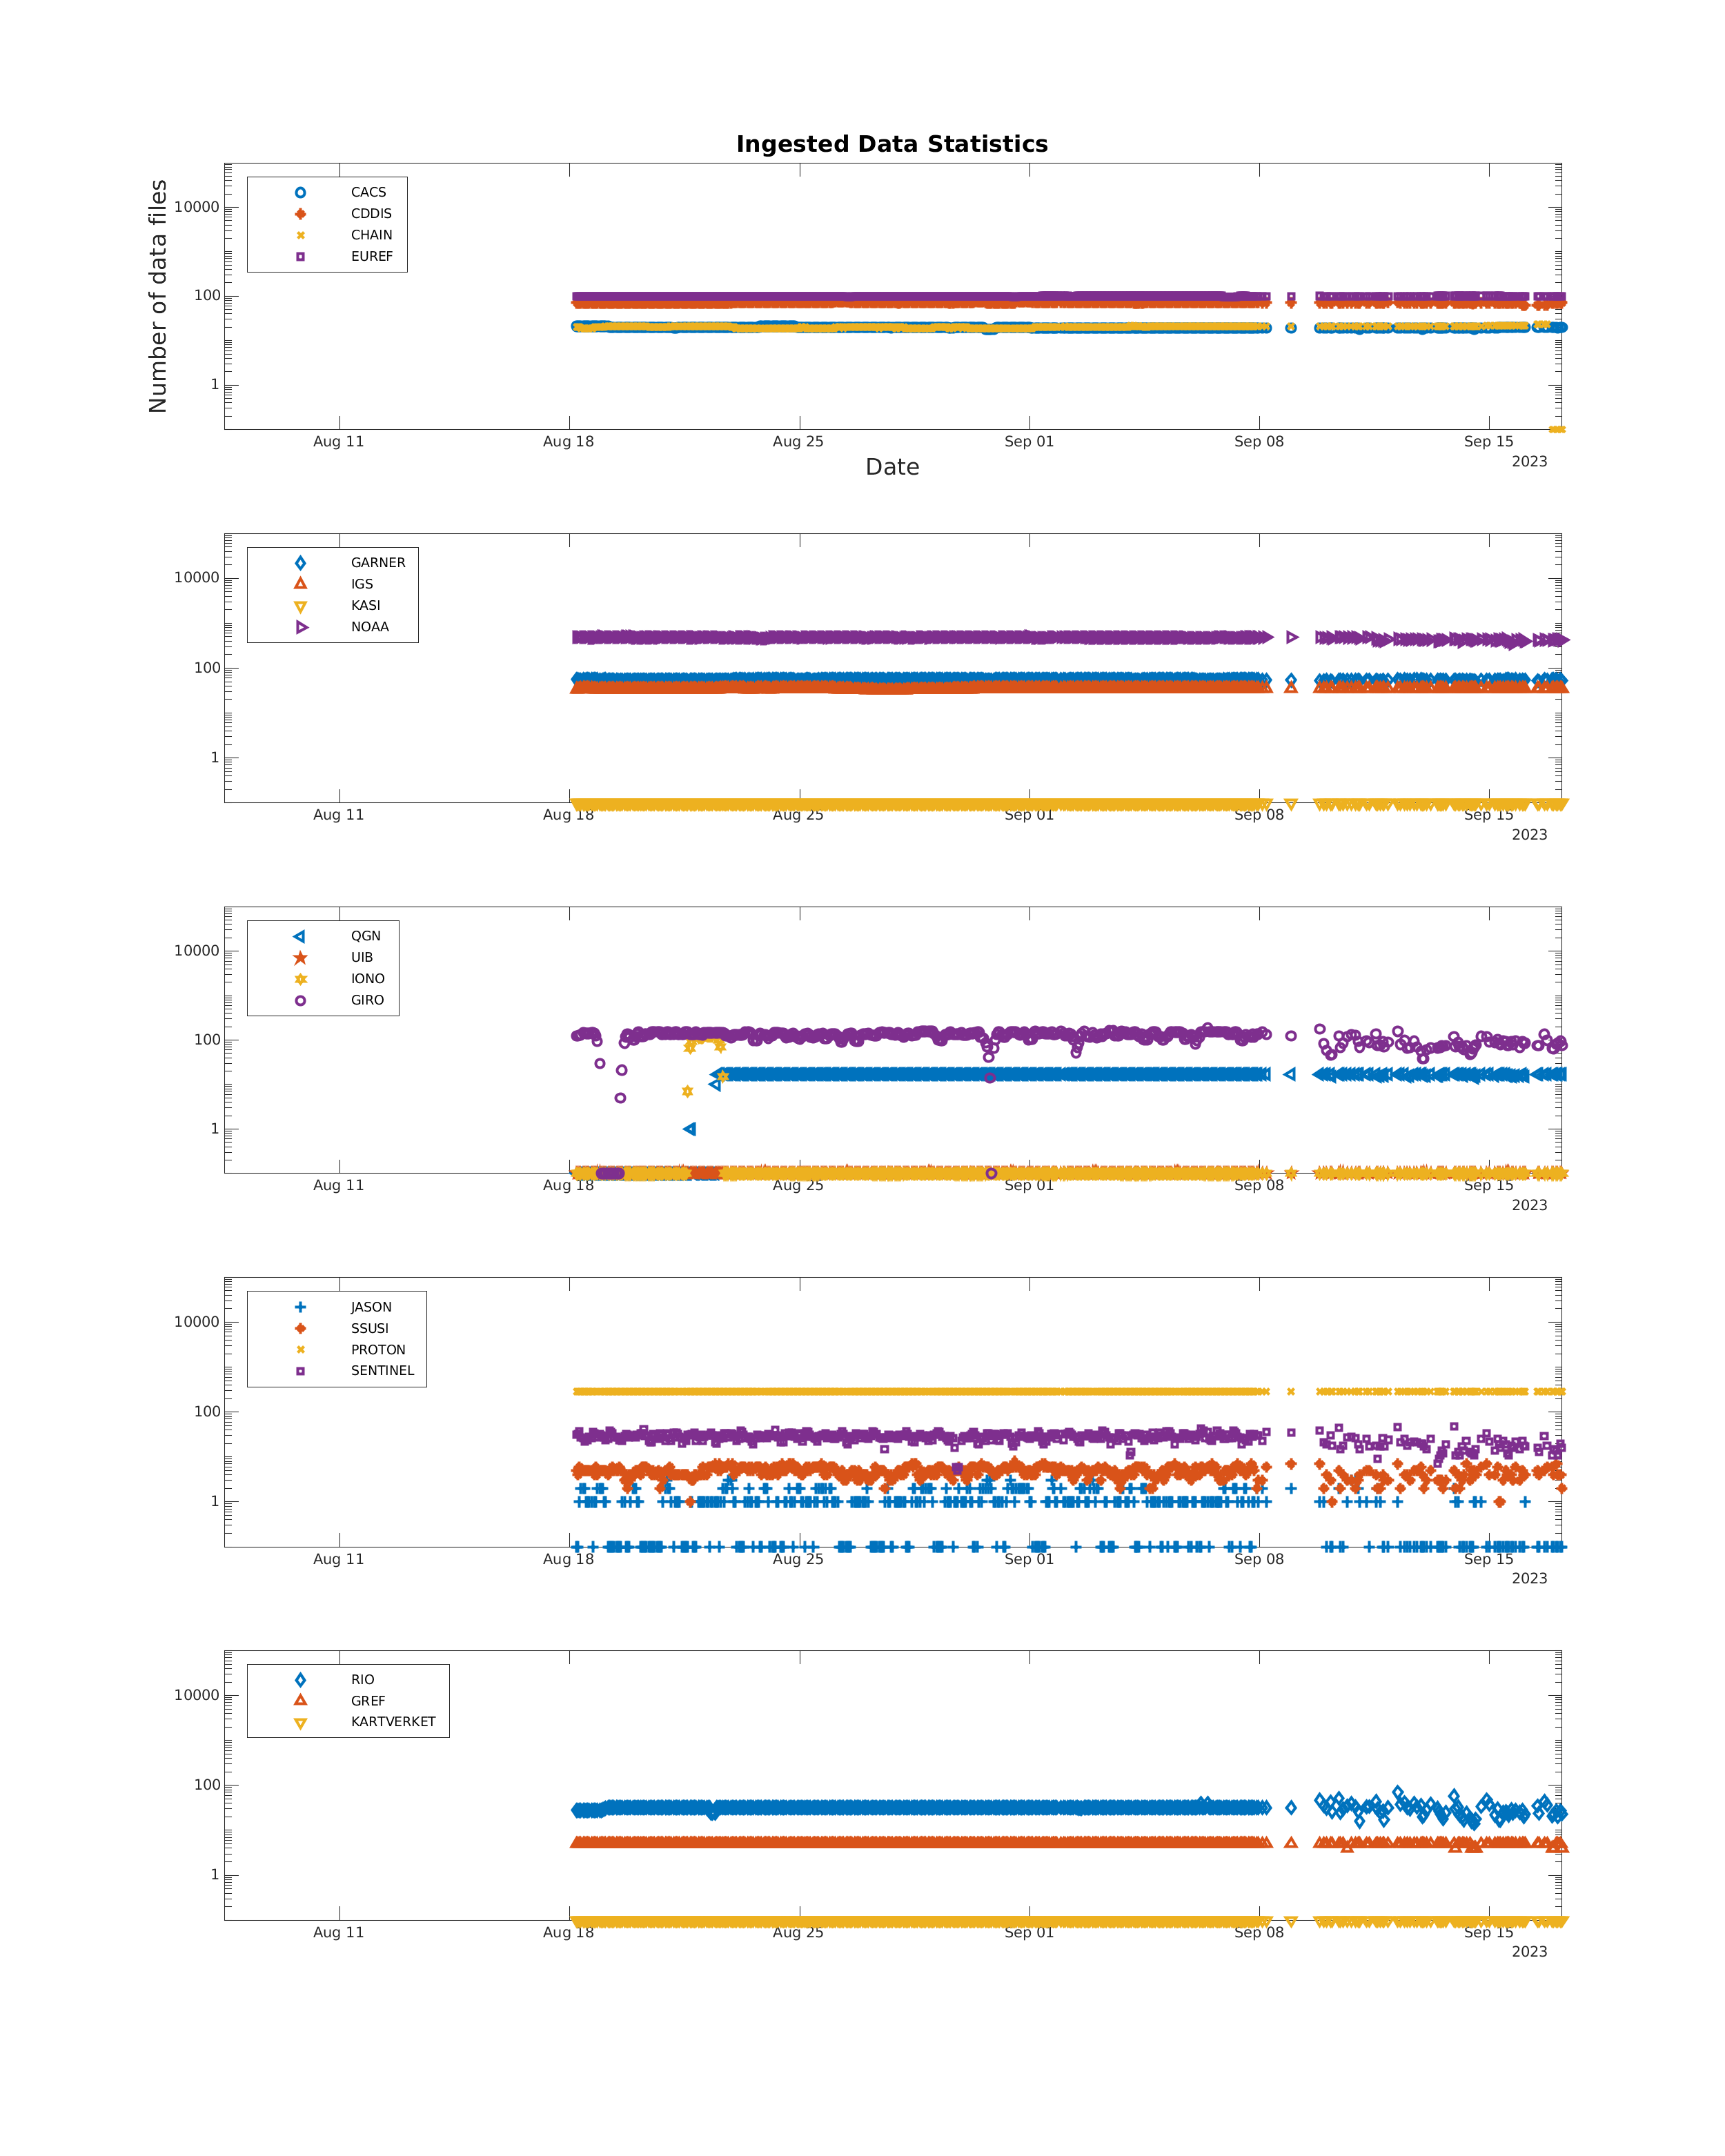 Ingested Data Statistics
Number of data files
10000
100
1
CACS
CDDIS
CHAIN
EUREF
Aug 11 Aug 18 Aug 25 Sep 01 Sep 08 Sep 15
2023
Date
10000
100
1
GARNER
IGS
KASI
NOAA
Aug 11 Aug 18 Aug 25 Sep 01 Sep 08 Sep 15
2023
10000
100
1
QGN
UIB
IONO
GIRO
Aug 11 Aug 18 Aug 25 Sep 01 Sep 08 Sep 15
2023
10000
100
1
JASON
SSUSI
PROTON
SENTINEL
Aug 11 Aug 18 Aug 25 Sep 01 Sep 08 Sep 15
2023
10000
100
1
RIO
GREF
KARTVERKET
Aug 11 Aug 18 Aug 25 Sep 01 Sep 08 Sep 15
2023